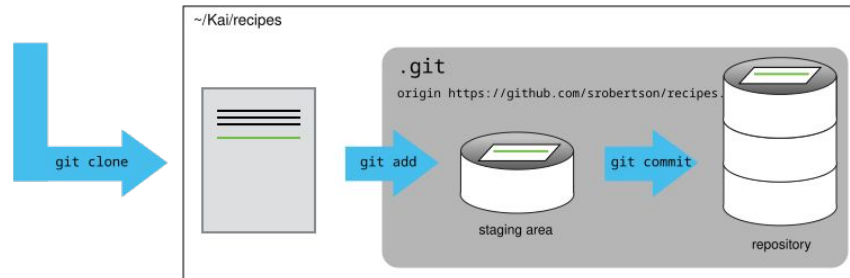 ~/Kai/recipes
.git
origin https://github.com/srobertson/recipes.
git clone
git add
git commit
staging area
repository